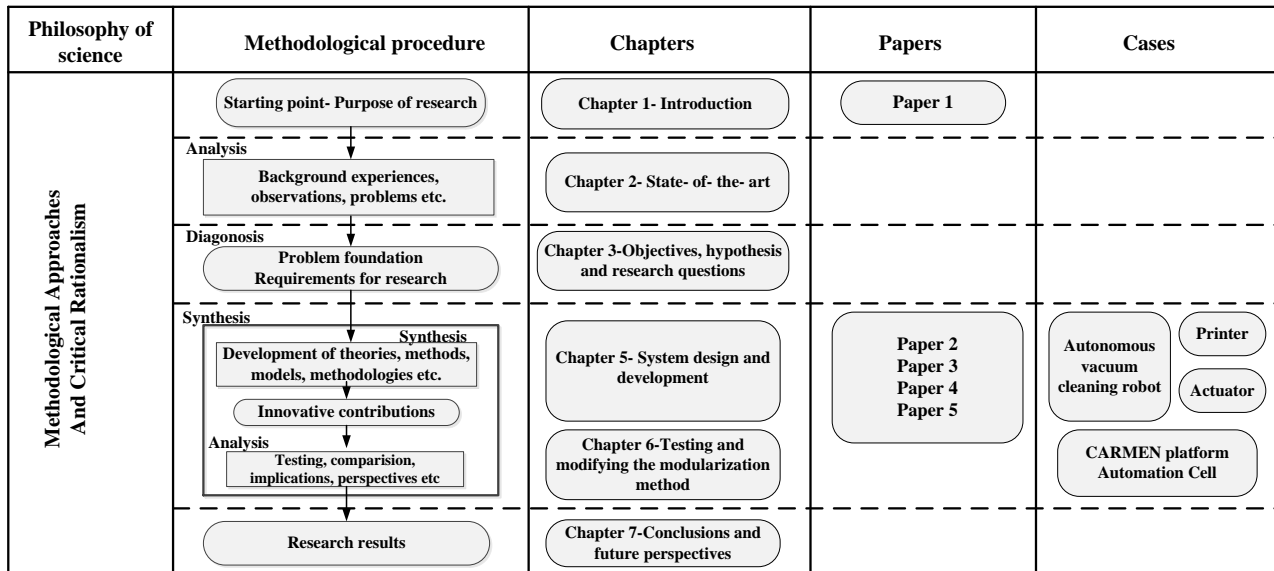 Philosophy of
science
Methodological procedure
Chapters
Papers
Cases
Methodological Approaches
And Critical Rationalism
Starting point- Purpose of research
Chapter 1- Introduction
Paper 1
Analysis
Background experiences,
observations, problems etc.
Chapter 2- State- of- the- art
Diagonosis
Problem foundation
Requirements for research
Chapter 3-Objectives, hypothesis
and research questions
Synthesis
Synthesis
Development of theories, methods,
models, methodologies etc.
Innovative contributions
Analysis
Testing, comparision,
implications, perspectives etc
Chapter 5- System design and
development
Chapter 6-Testing and
modifying the modularization
method
Paper 2
Paper 3
Paper 4
Paper 5
Autonomous
vacuum
cleaning robot
Printer
Actuator
CARMEN platform
Automation Cell
Research results
Chapter 7-Conclusions and
future perspectives